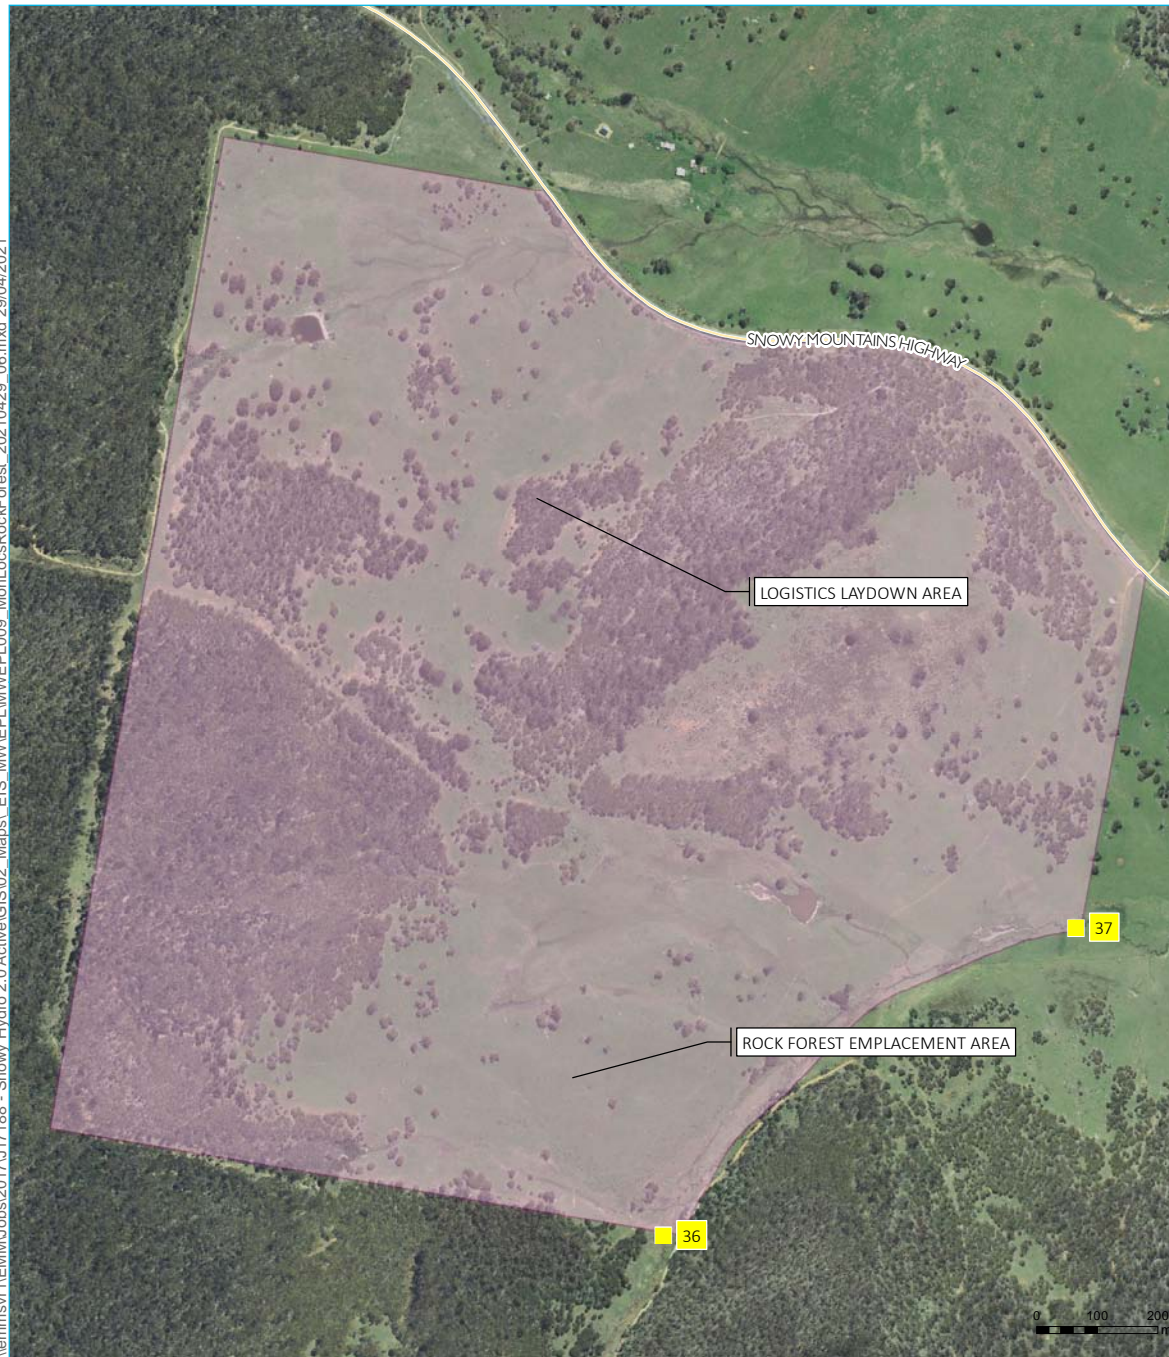 SNOWY MOUNTAINS HIGHWAY
LOGISTICS LAYDOWN AREA
37
ROCK FOREST EMPLACEMENT AREA
36
0 100 200